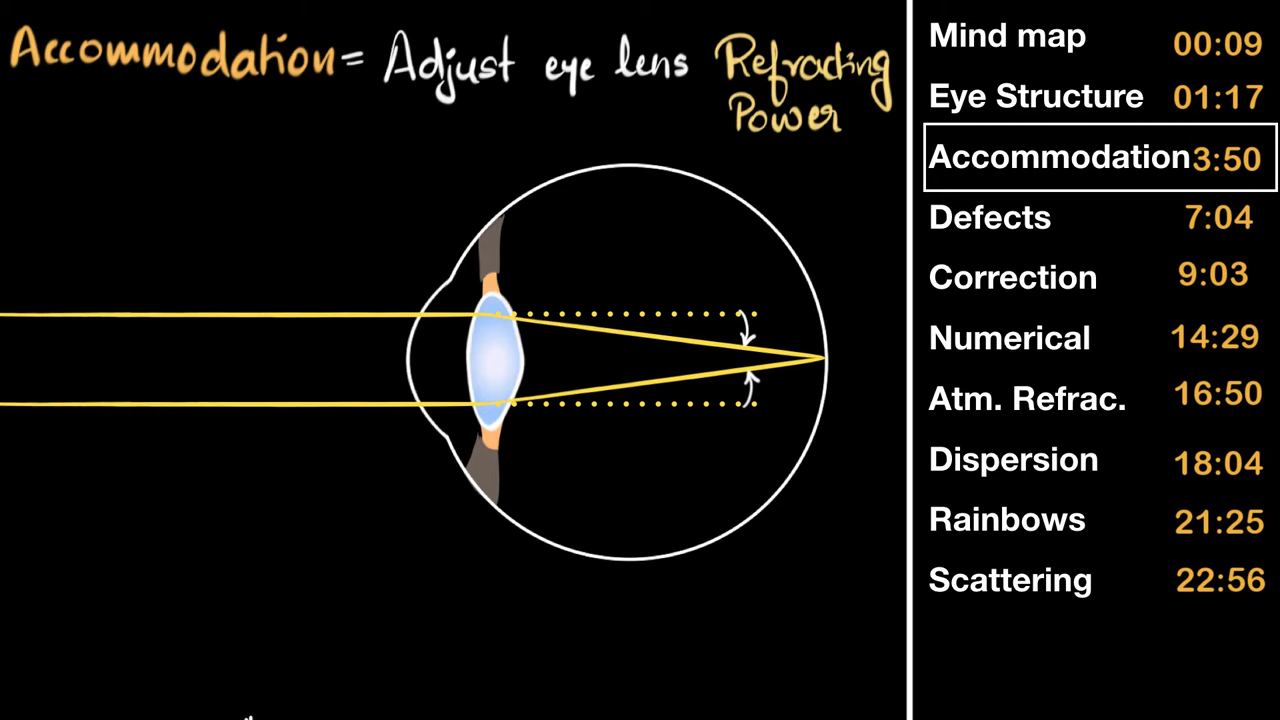 Accommodation = Adjust eye lens Refracting
Power
Mind map 00:09
Eye Structure 01:17
Accommodation 3:50
Defects 7:04
Correction 9:03
Numerical 14:29
Atm. Refrac. 16:50
Dispersion 18:04
Rainbows 21:25
Scattering 22:56